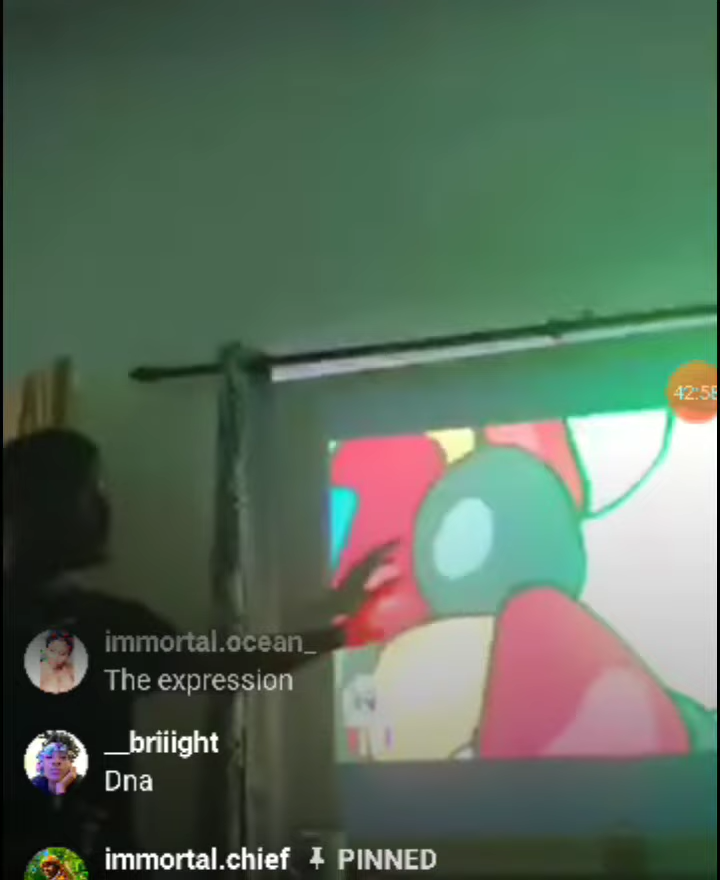 42:58
immortal.ocean_
The expression
__briiight
Dna
immortal.chief PINNED